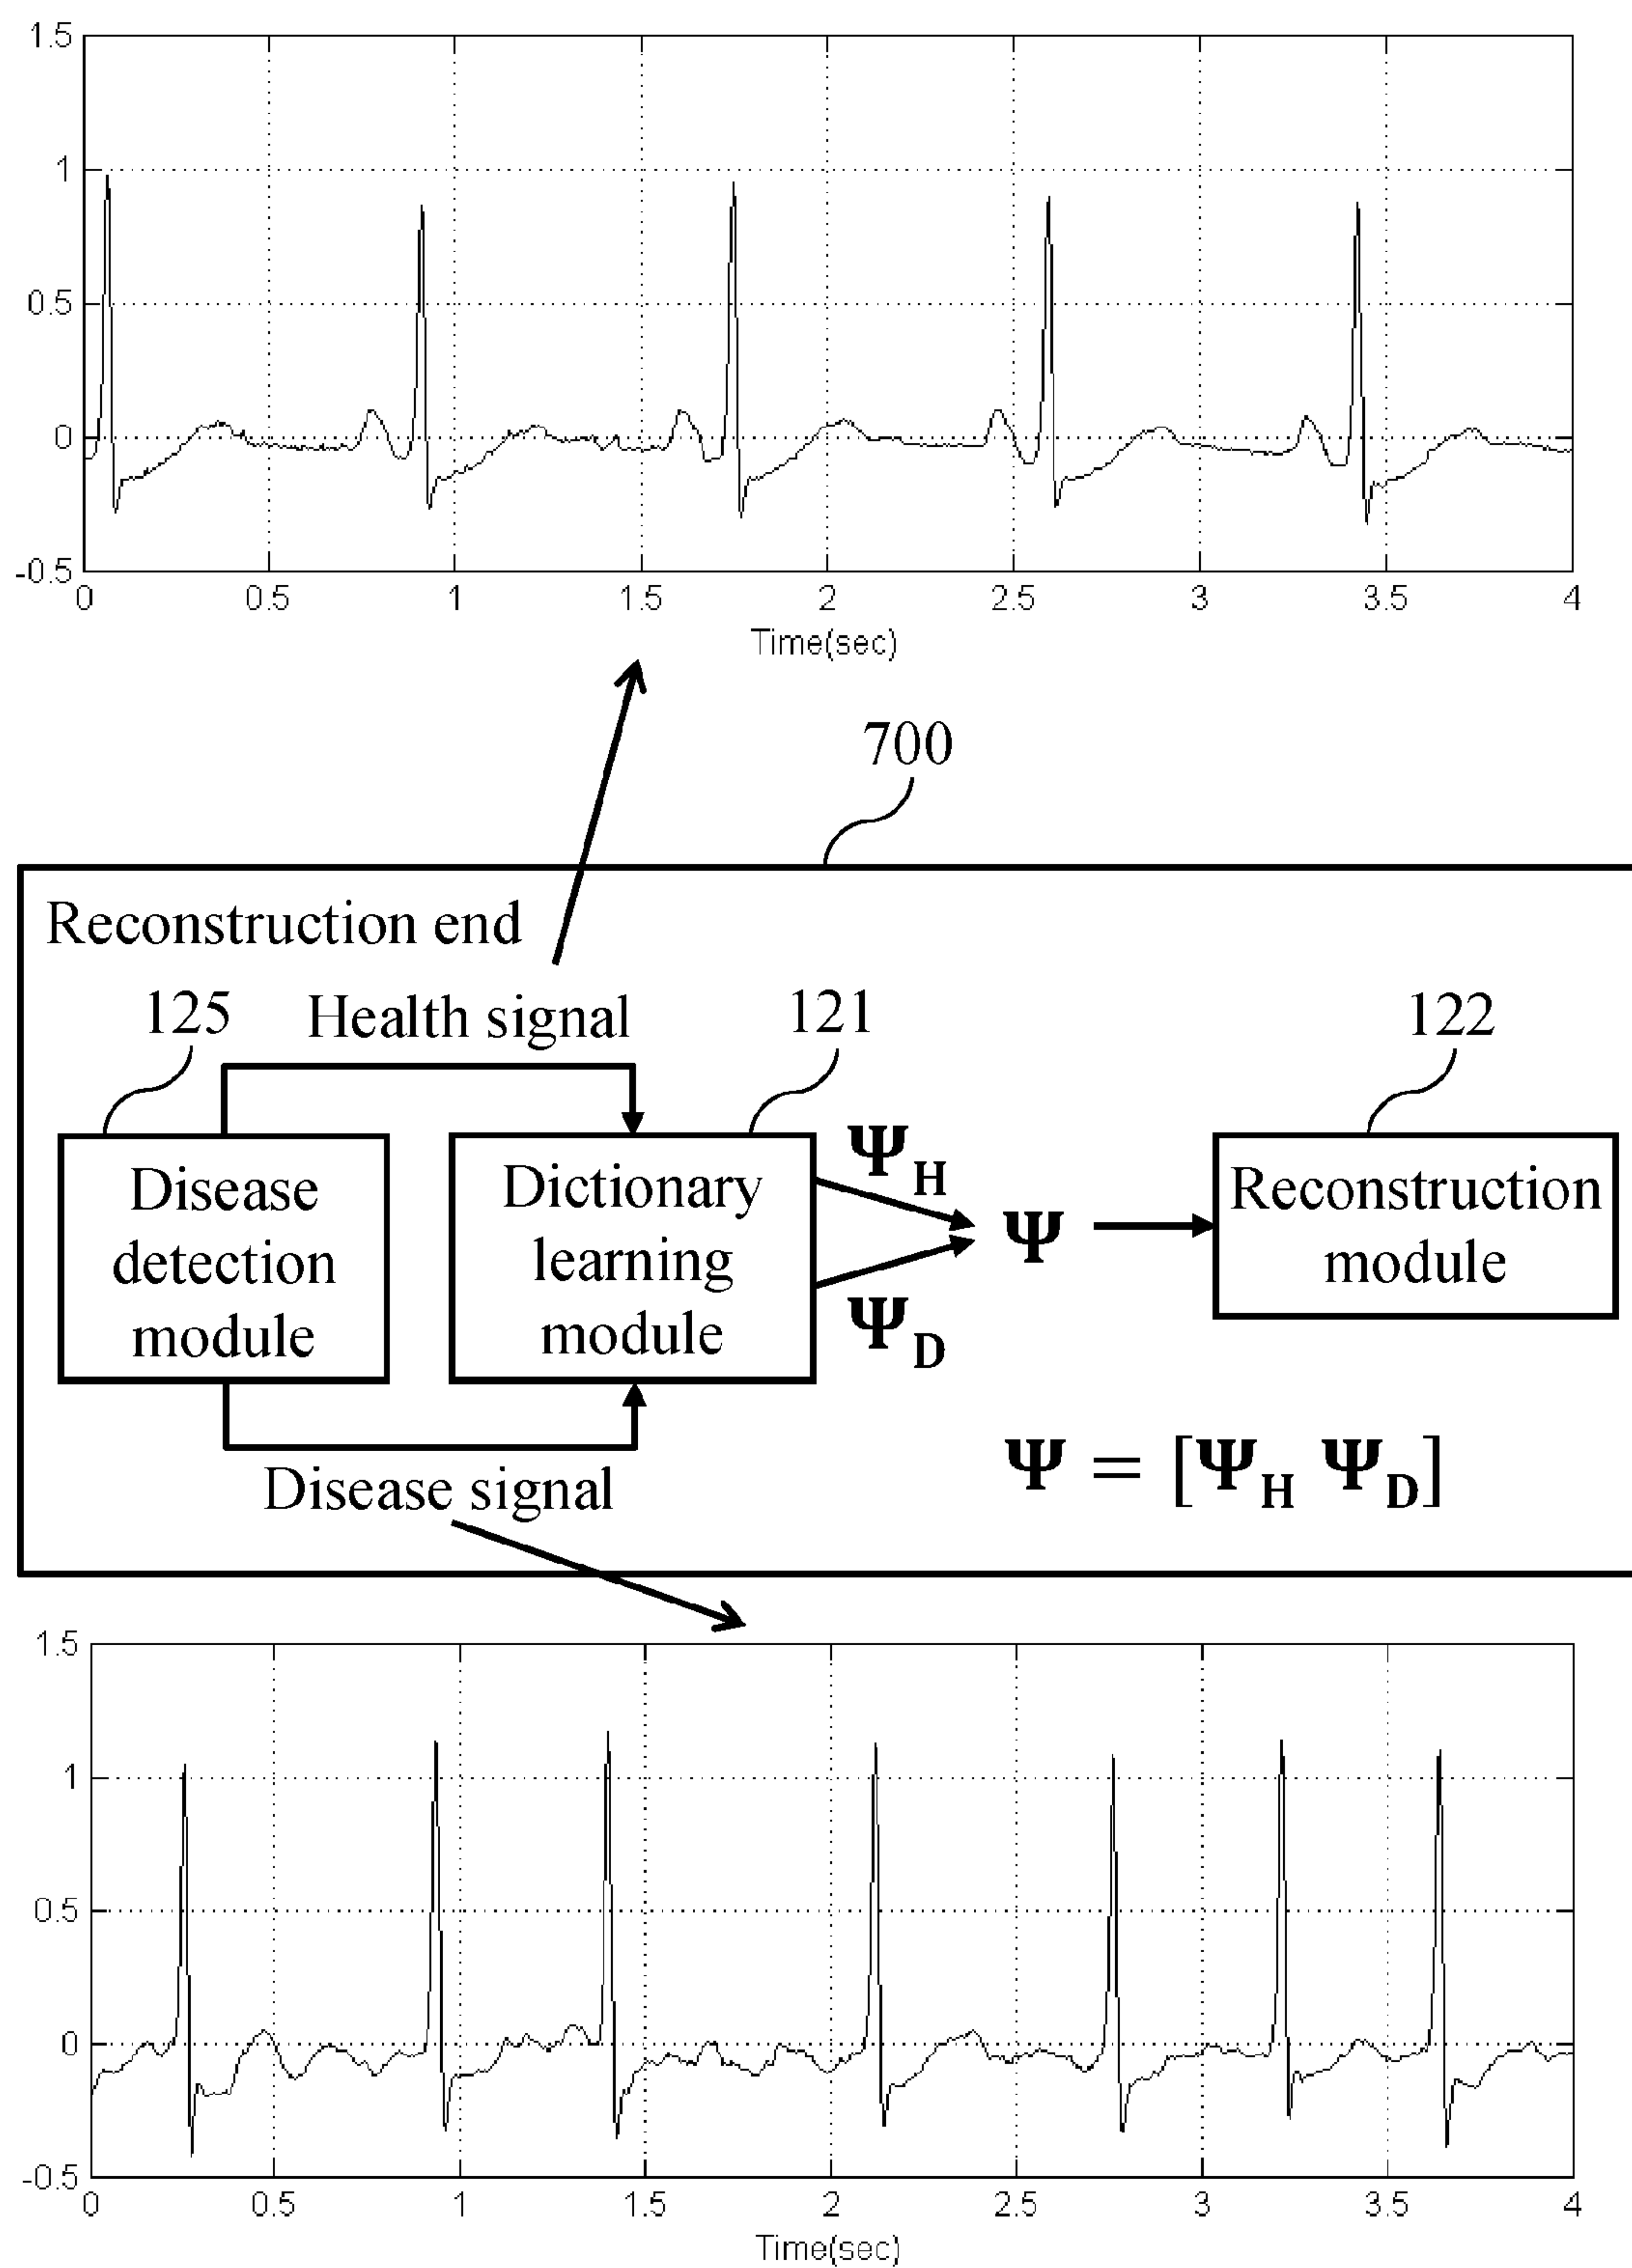 1.5
1
0.5
0
-0.5
0 0.5 1 1.5 2 2.5 3 3.5 4
Time(sec)
700
Reconstruction end
125 Health signal 121 122
Disease
detection
module
Dictionary
learning
module
Ψ_H
Ψ
Ψ_D
Reconstruction
module
Disease signal
Ψ = [Ψ_H Ψ_D]
1.5
1
0.5
0
-0.5
0 0.5 1 1.5 2 2.5 3 3.5 4
Time(sec)